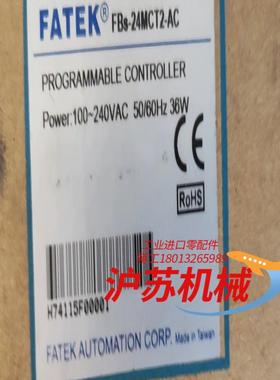 FATEK® FBs-24MCT2-AC
PROGRAMMABLE CONTROLLER
Power:100~240VAC 50/60Hz 36W
CE
RoHS
工业进口零配件
18013265989
沪苏机械
H74115F00001
FATEK AUTOMATION CORP. Made in Taiwan